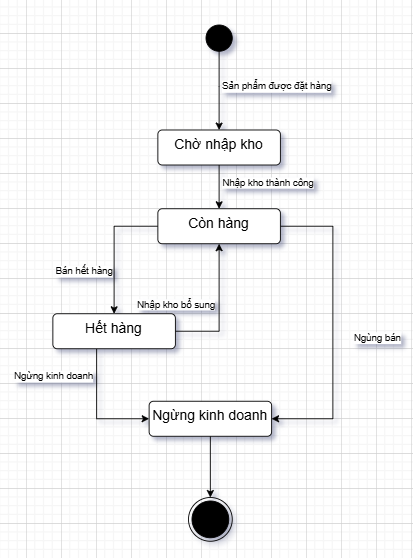 Sản phẩm được đặt hàng
Chờ nhập kho
Nhập kho thành công
Còn hàng
Bán hết hàng
Nhập kho bổ sung
Hết hàng
Ngùng bán
Ngừng kinh doanh
Ngừng kinh doanh